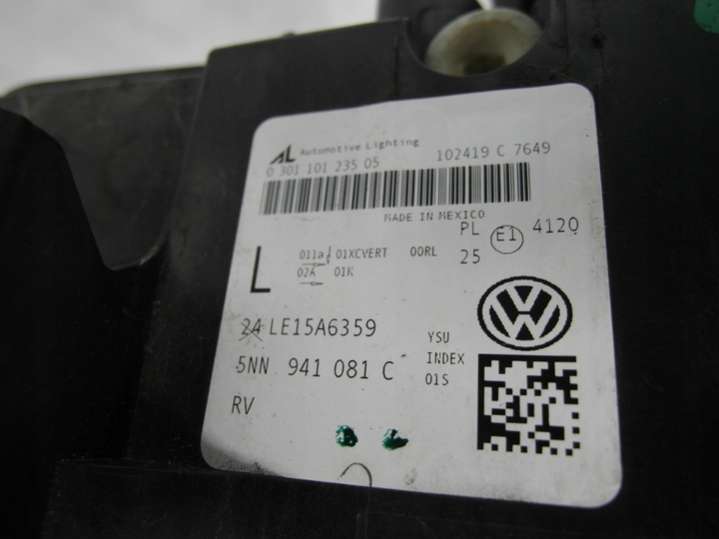 AL Automotive Lighting
0 301 101 235 05 102419 C 7649
MADE IN MEXICO
PL E1 4120
25
L 011a 01XCVERT 00RL
02A 01K
24 LE15A6359 YSU
5NN 941 081 C INDEX
01S
RV